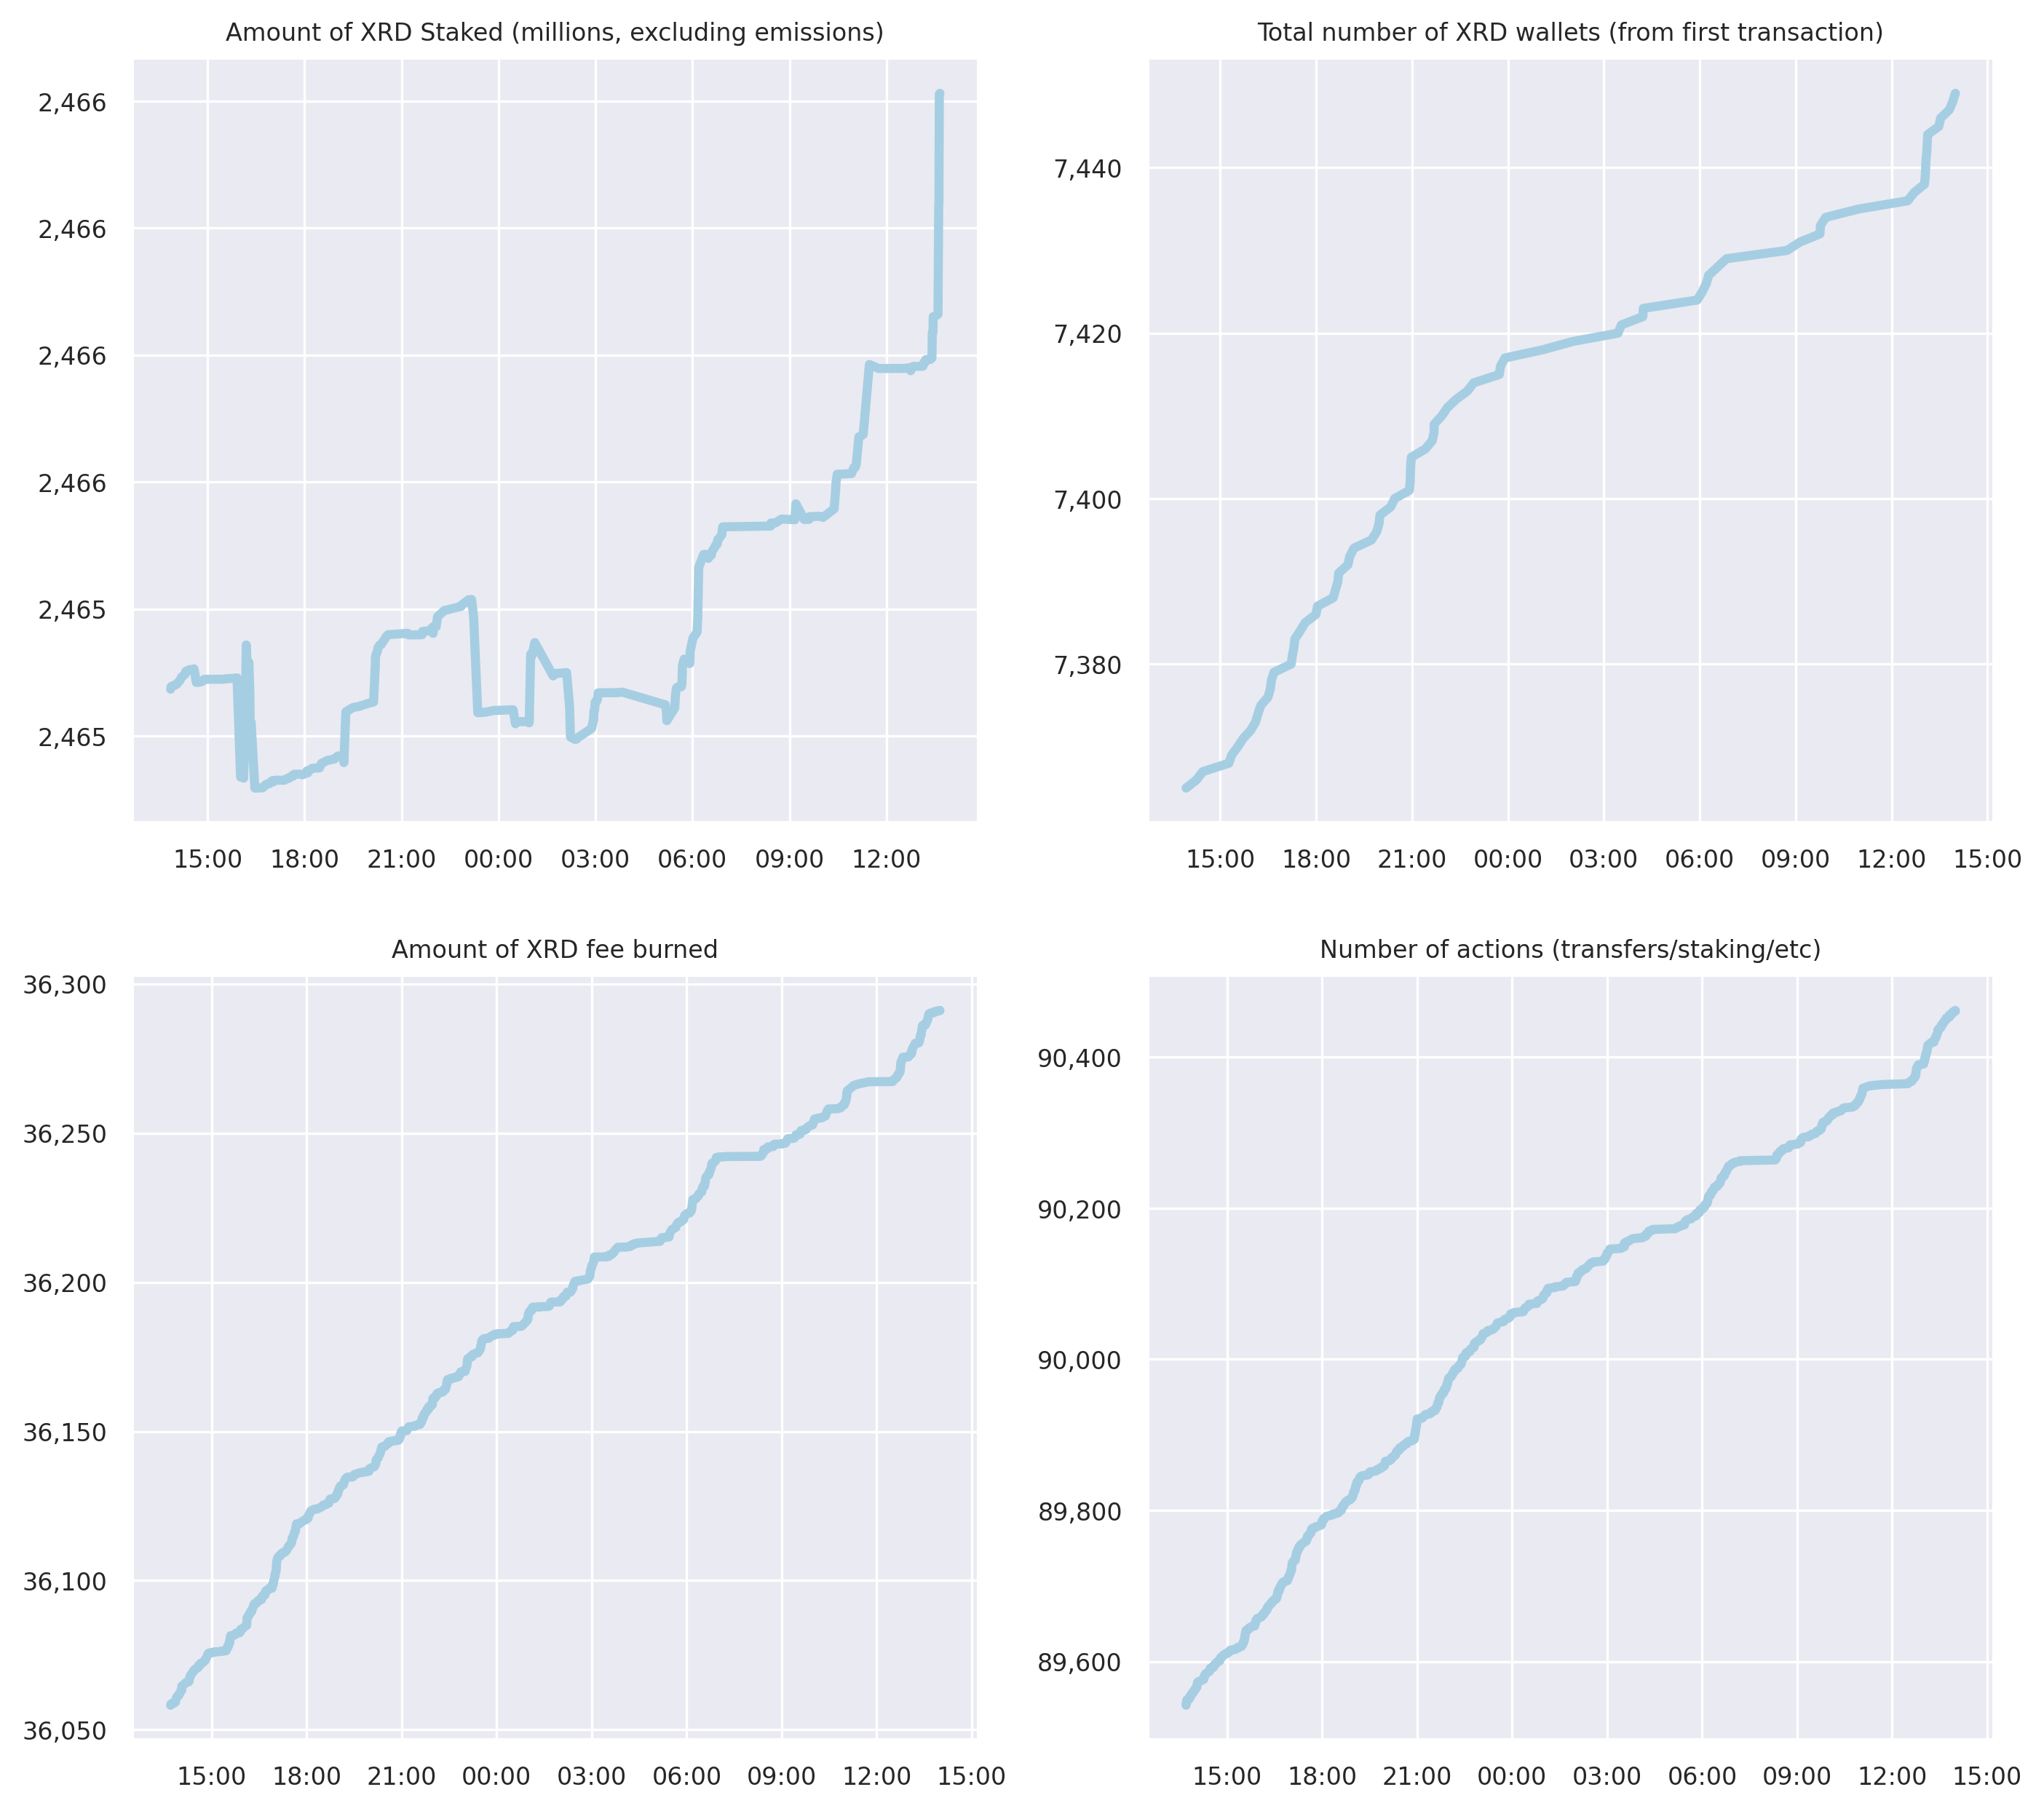 Amount of XRD Staked (millions, excluding emissions)
2,466
2,466
2,466
2,466
2,465
2,465
15:00 18:00 21:00 00:00 03:00 06:00 09:00 12:00
Total number of XRD wallets (from first transaction)
7,440
7,420
7,400
7,380
15:00 18:00 21:00 00:00 03:00 06:00 09:00 12:00 15:00
Amount of XRD fee burned
36,300
36,250
36,200
36,150
36,100
36,050
15:00 18:00 21:00 00:00 03:00 06:00 09:00 12:00 15:00
Number of actions (transfers/staking/etc)
90,400
90,200
90,000
89,800
89,600
15:00 18:00 21:00 00:00 03:00 06:00 09:00 12:00 15:00